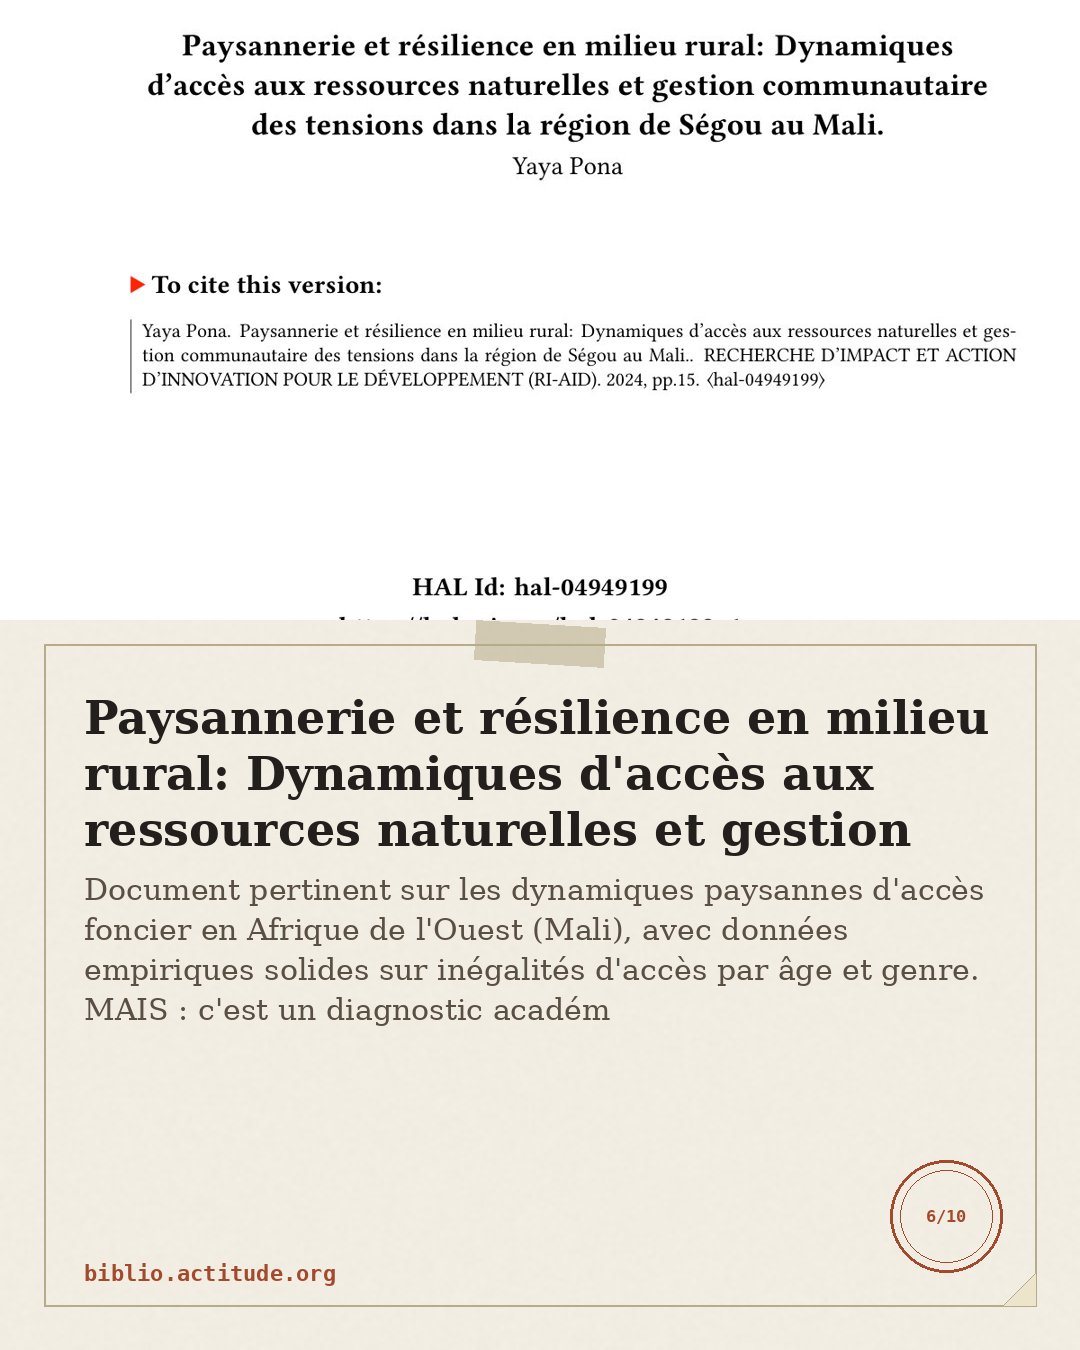 Paysannerie et résilience en milieu rural: Dynamiques
d’accès aux ressources naturelles et gestion communautaire
des tensions dans la région de Ségou au Mali.
Yaya Pona
To cite this version:
Yaya Pona. Paysannerie et résilience en milieu rural: Dynamiques d’accès aux ressources naturelles et ges-
tion communautaire des tensions dans la région de Ségou au Mali.. RECHERCHE D’IMPACT ET ACTION
D’INNOVATION POUR LE DÉVELOPPEMENT (RI-AID). 2024, pp.15. ⟨hal-04949199⟩
HAL Id: hal-04949199
Paysannerie et résilience en milieu
rural: Dynamiques d'accès aux
ressources naturelles et gestion
Document pertinent sur les dynamiques paysannes d'accès
foncier en Afrique de l'Ouest (Mali), avec données
empiriques solides sur inégalités d'accès par âge et genre.
MAIS : c'est un diagnostic académ
6/10
biblio.actitude.org